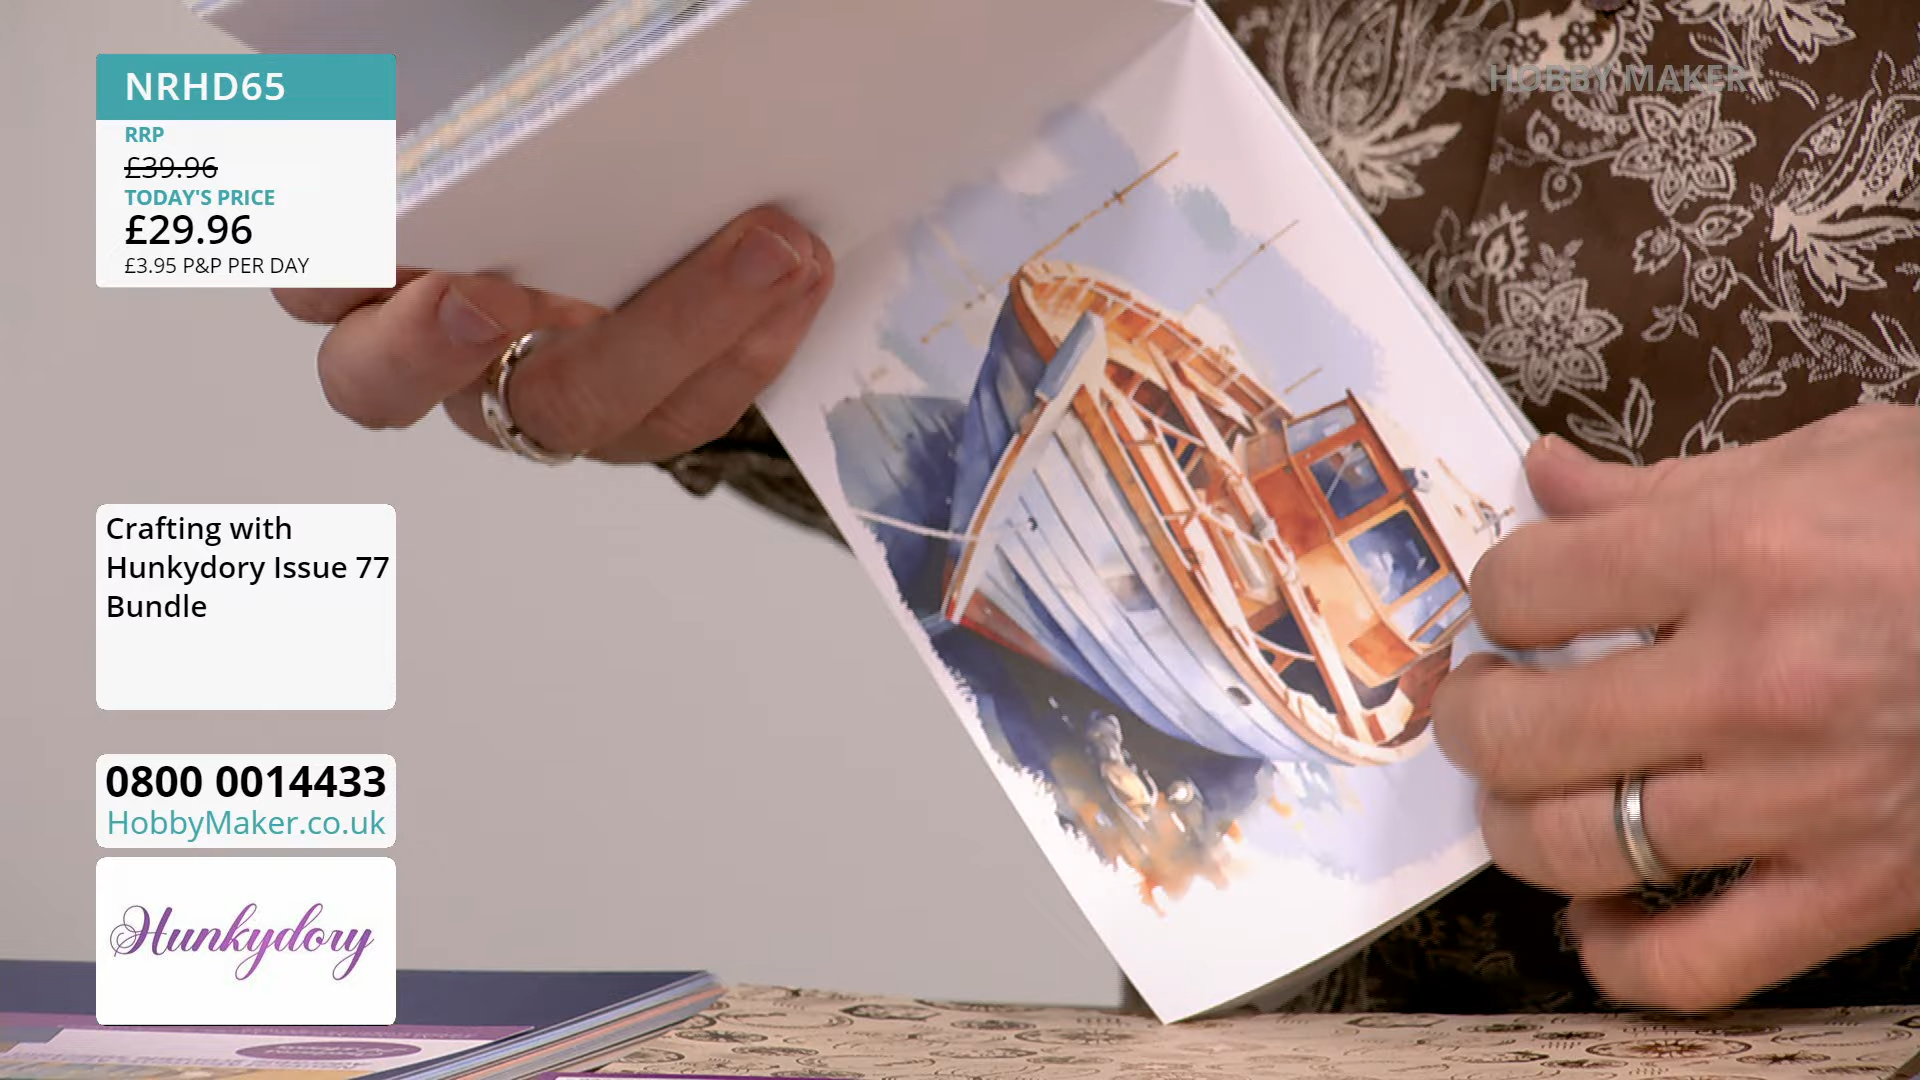 NRHD65
RRP
£39.96
TODAY'S PRICE
£29.96
£3.95 P&P PER DAY
HOBBY MAKER
Crafting with
Hunkydory Issue 77
Bundle
0800 0014433
HobbyMaker.co.uk
Hunkydory